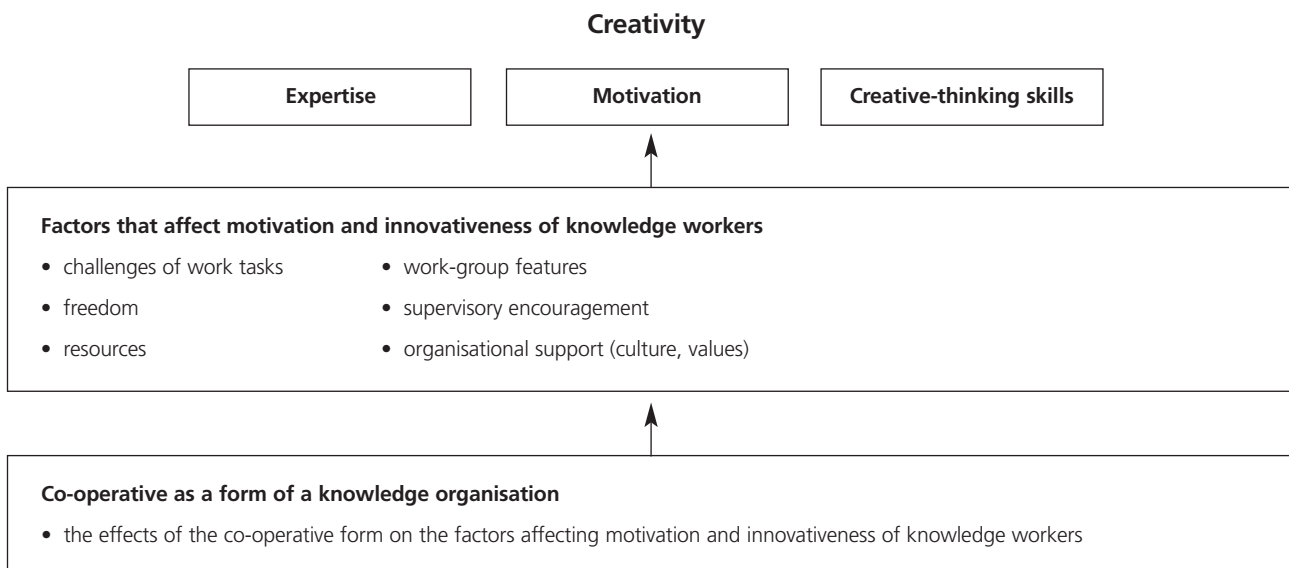 Creativity
Expertise
Motivation
Creative-thinking skills
Factors that affect motivation and innovativeness of knowledge workers
• challenges of work tasks
• work-group features
• freedom
• supervisory encouragement
• resources
• organisational support (culture, values)
Co-operative as a form of a knowledge organisation
• the effects of the co-operative form on the factors affecting motivation and innovativeness of knowledge workers